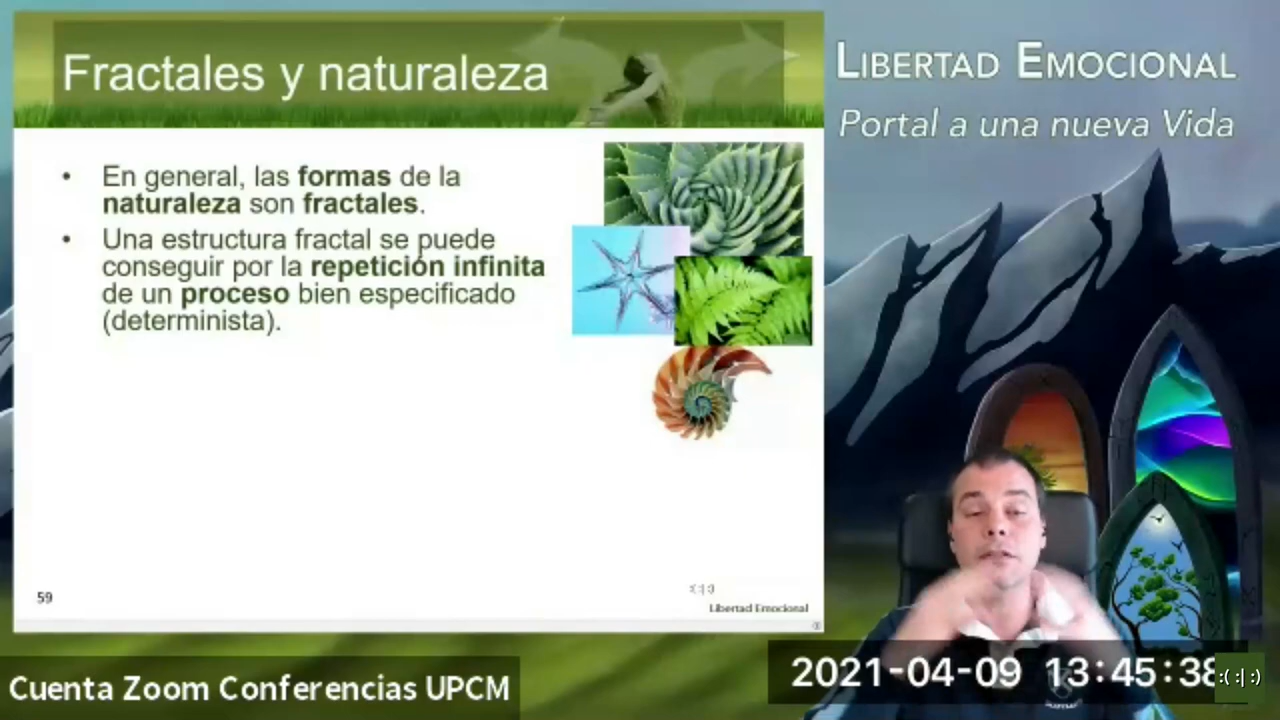 Fractales y naturaleza
• En general, las formas de la
naturaleza son fractales.
• Una estructura fractal se puede
conseguir por la repetición infinita
de un proceso bien especificado
(determinista).
59
:(:|:)
Libertad Emocional
LIBERTAD EMOCIONAL
Portal a una nueva Vida
Cuenta Zoom Conferencias UPCM
2021-04-09 13:45:38
:(:|:)